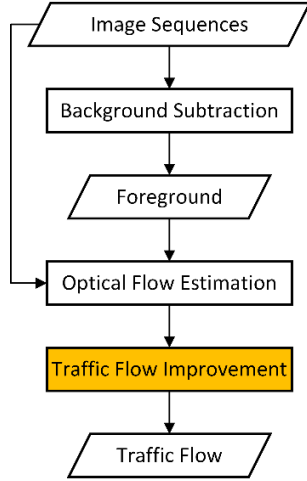 Image Sequences
Background Subtraction
Foreground
Optical Flow Estimation
Traffic Flow Improvement
Traffic Flow